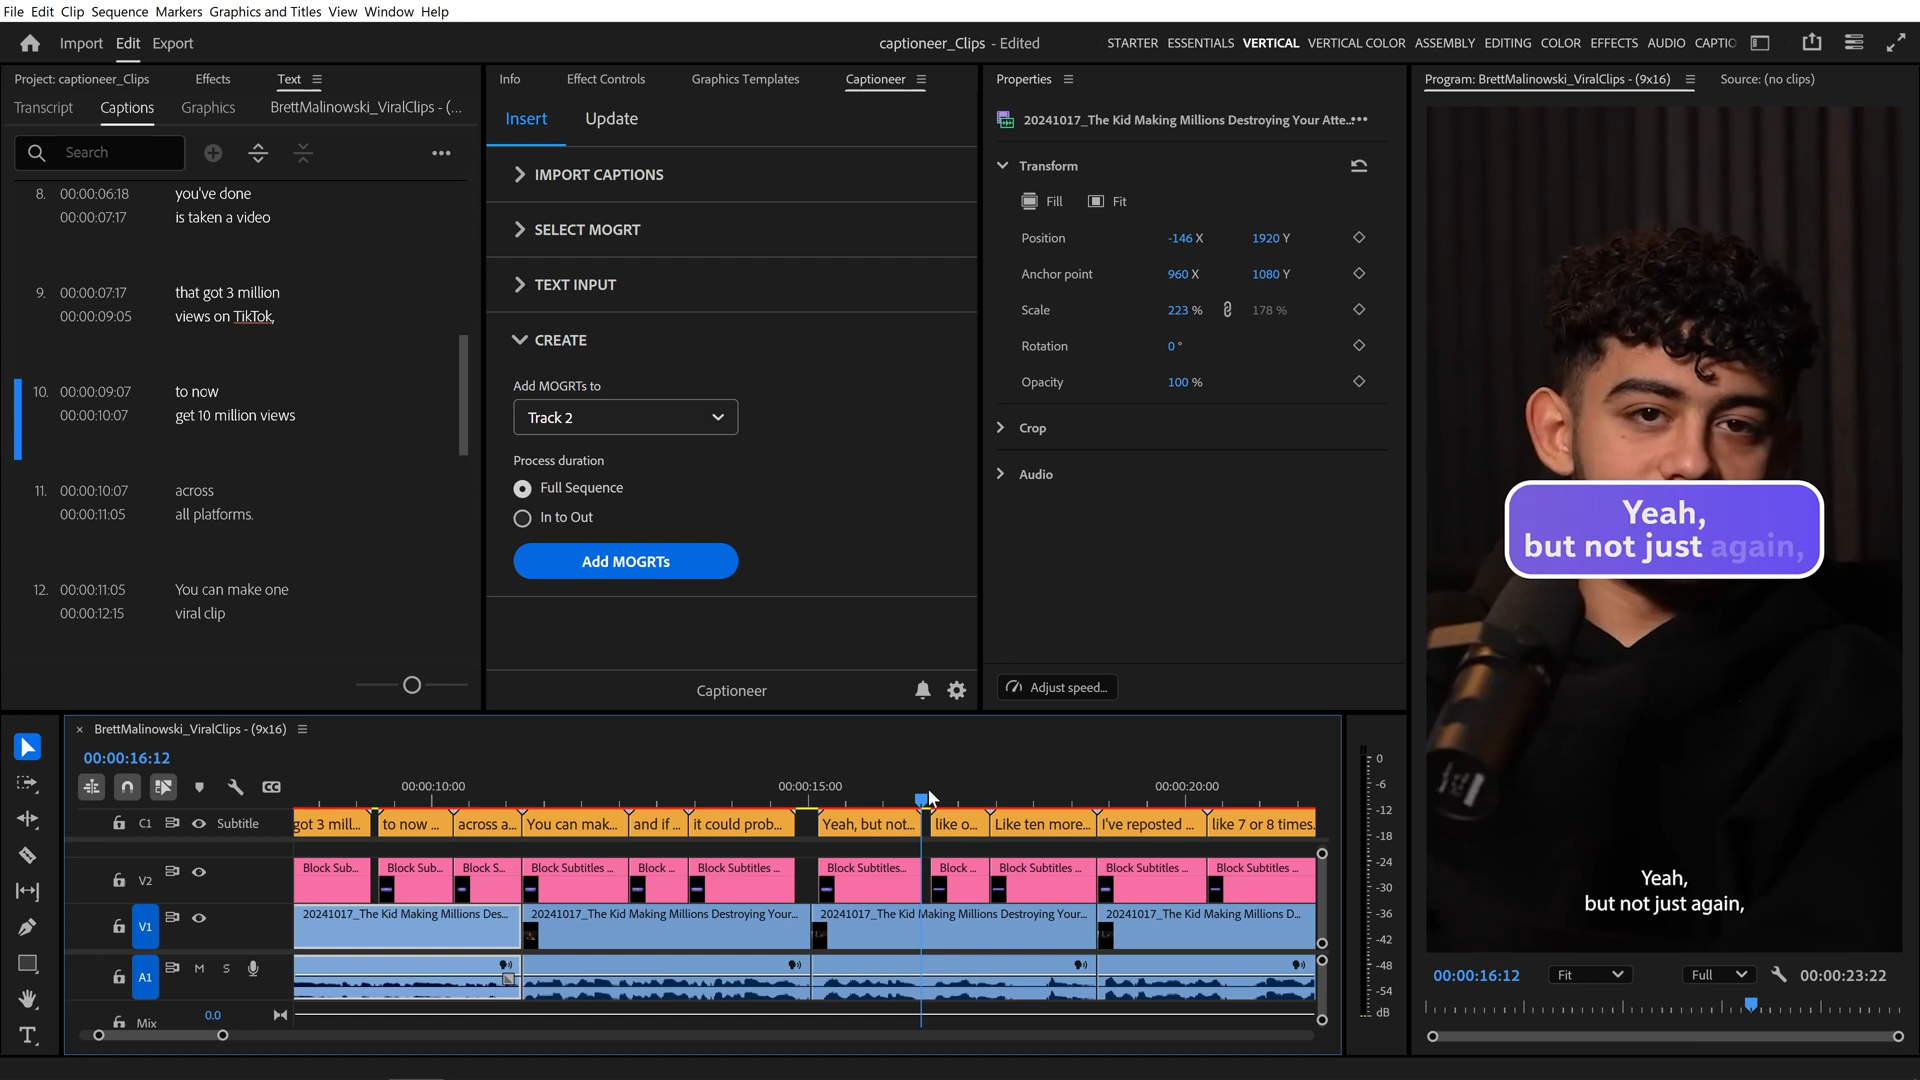 File Edit Clip Sequence Markers Graphics and Titles View Window Help
Import Edit Export
captioneer_Clips - Edited
STARTER ESSENTIALS VERTICAL VERTICAL COLOR ASSEMBLY EDITING COLOR EFFECTS AUDIO CAPTIO
Project: captioneer_Clips Effects Text
Transcript Captions Graphics BrettMalinowski_ViralClips - (...
Search
8. 00:00:06:18 you've done
00:00:07:17 is taken a video
9. 00:00:07:17 that got 3 million
00:00:09:05 views on TikTok,
10. 00:00:09:07 to now
00:00:10:07 get 10 million views
11. 00:00:10:07 across
00:00:11:05 all platforms.
12. 00:00:11:05 You can make one
00:00:12:15 viral clip
Info Effect Controls Graphics Templates Captioneer
Insert Update
IMPORT CAPTIONS
SELECT MOGRT
TEXT INPUT
CREATE
Add MOGRTs to
Track 2
Process duration
Full Sequence
In to Out
Add MOGRTs
Captioneer
Properties
20241017_The Kid Making Millions Destroying Your Atte...
Transform
Fill Fit
Position -146 X 1920 Y
Anchor point 960 X 1080 Y
Scale 223 % 178 %
Rotation 0 °
Opacity 100 %
Crop
Audio
Adjust speed...
Program: BrettMalinowski_ViralClips - (9x16) Source: (no clips)
Yeah,
but not just again,
Yeah,
but not just again,
00:00:16:12 Fit Full 00:00:23:22
× BrettMalinowski_ViralClips - (9x16)
00:00:16:12
CC
00:00:10:00 00:00:15:00 00:00:20:00
C1 Subtitle got 3 mill... to now ... across a... You can mak... and if ... it could prob... Yeah, but not... like o... Like ten more... I've reposted ... like 7 or 8 times.
V2 Block Sub... Block Sub... Block S... Block Subtitles ... Block ... Block Subtitles ... Block Subtitles... Block ... Block Subtitles ... Block Subtitles ... Block Subtitles ...
V1 20241017_The Kid Making Millions Des... 20241017_The Kid Making Millions Destroying Your... 20241017_The Kid Making Millions Destroying Your... 20241017_The Kid Making Millions D...
A1 M S
Mix 0.0
0
-6
-12
-18
-24
-30
-36
-42
-48
-54
dB
T